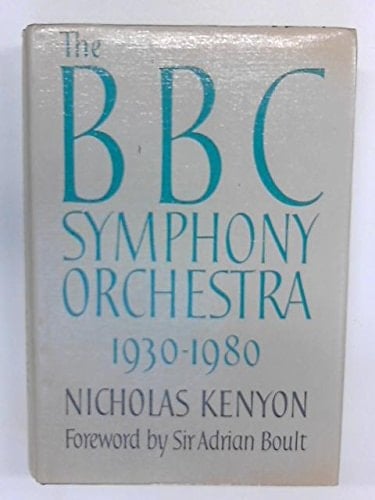 The
BBC
SYMPHONY
ORCHESTRA
1930-1980
NICHOLAS KENYON
Foreword by Sir Adrian Boult